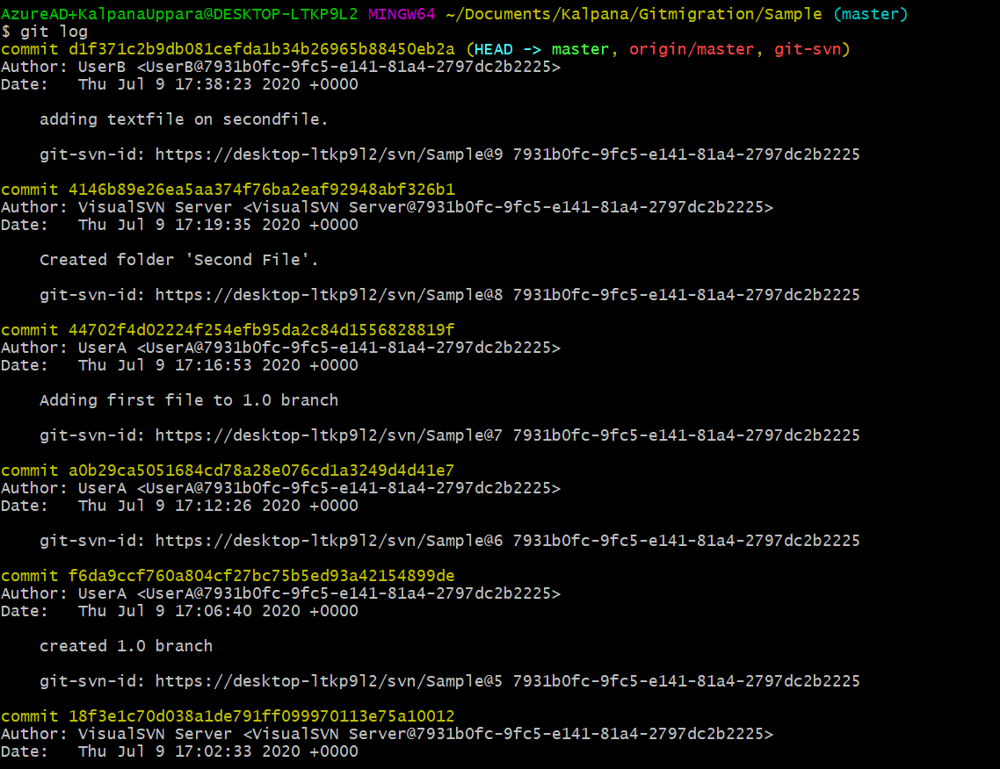 AzureAD+KalpanaUppara@DESKTOP-LTKP9L2 MINGW64 ~/Documents/Kalpana/Gitmigration/Sample (master)
$ git log
commit d1f371c2b9db081cefda1b34b26965b88450eb2a (HEAD -> master, origin/master, git-svn)
Author: UserB <UserB@7931b0fc-9fc5-e141-81a4-2797dc2b2225>
Date:   Thu Jul 9 17:38:23 2020 +0000
    adding textfile on secondfile.
    git-svn-id: https://desktop-ltkp9l2/svn/Sample@9 7931b0fc-9fc5-e141-81a4-2797dc2b2225
commit 4146b89e26ea5aa374f76ba2eaf92948abf326b1
Author: VisualSVN Server <VisualSVN Server@7931b0fc-9fc5-e141-81a4-2797dc2b2225>
Date:   Thu Jul 9 17:19:35 2020 +0000
    Created folder 'Second File'.
    git-svn-id: https://desktop-ltkp9l2/svn/Sample@8 7931b0fc-9fc5-e141-81a4-2797dc2b2225
commit 44702f4d02224f254efb95da2c84d1556828819f
Author: UserA <UserA@7931b0fc-9fc5-e141-81a4-2797dc2b2225>
Date:   Thu Jul 9 17:16:53 2020 +0000
    Adding first file to 1.0 branch
    git-svn-id: https://desktop-ltkp9l2/svn/Sample@7 7931b0fc-9fc5-e141-81a4-2797dc2b2225
commit a0b29ca5051684cd78a28e076cd1a3249d4d41e7
Author: UserA <UserA@7931b0fc-9fc5-e141-81a4-2797dc2b2225>
Date:   Thu Jul 9 17:12:26 2020 +0000
    git-svn-id: https://desktop-ltkp9l2/svn/Sample@6 7931b0fc-9fc5-e141-81a4-2797dc2b2225
commit f6da9ccf760a804cf27bc75b5ed93a42154899de
Author: UserA <UserA@7931b0fc-9fc5-e141-81a4-2797dc2b2225>
Date:   Thu Jul 9 17:06:40 2020 +0000
    created 1.0 branch
    git-svn-id: https://desktop-ltkp9l2/svn/Sample@5 7931b0fc-9fc5-e141-81a4-2797dc2b2225
commit 18f3e1c70d038a1de791ff099970113e75a10012
Author: VisualSVN Server <VisualSVN Server@7931b0fc-9fc5-e141-81a4-2797dc2b2225>
Date:   Thu Jul 9 17:02:33 2020 +0000